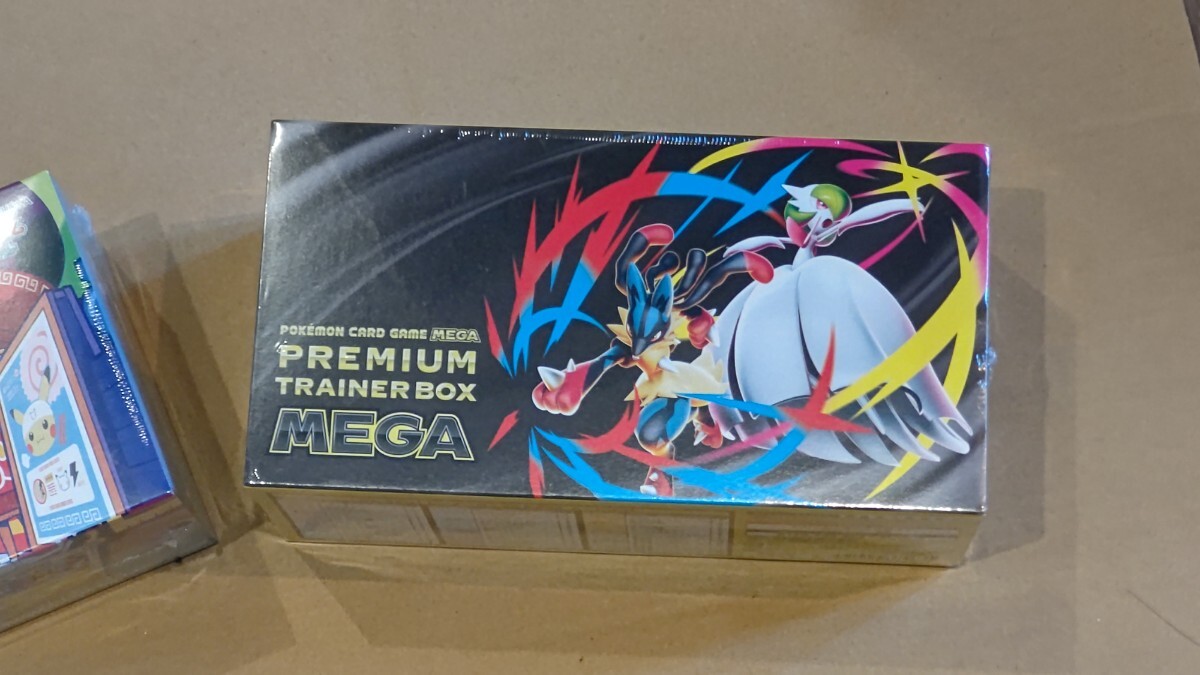 POKÉMON CARD GAME MEGA
PREMIUM
TRAINER BOX
MEGA